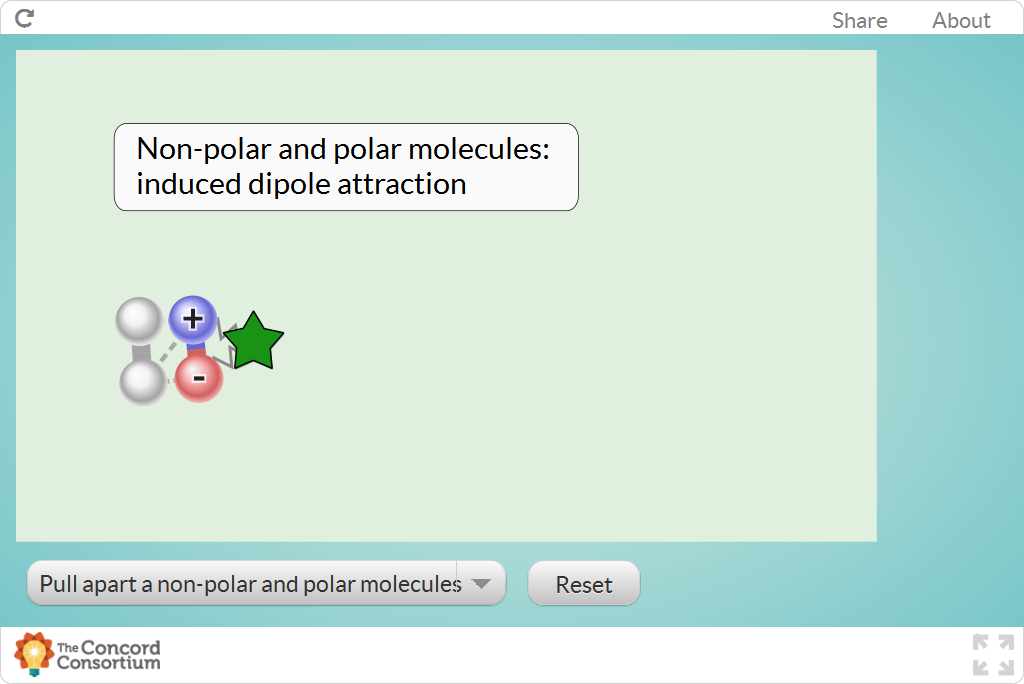 Share About
Non-polar and polar molecules:
induced dipole attraction
+
-
Pull apart a non-polar and polar molecules
Reset
The Concord
Consortium